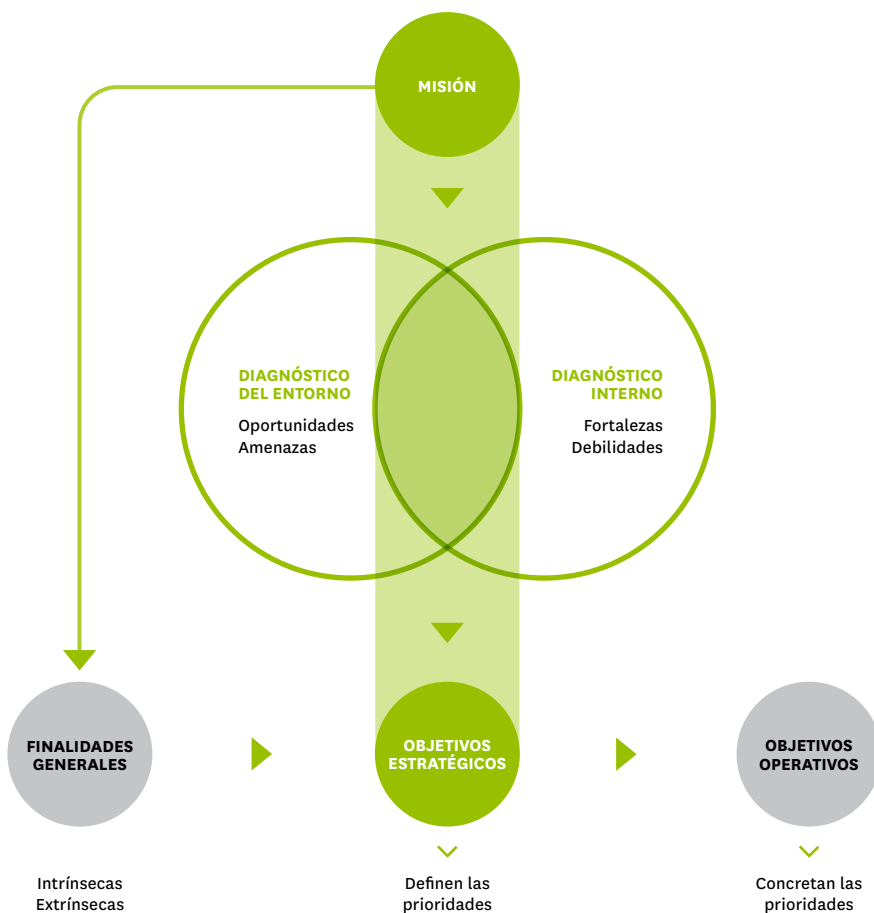 MISIÓN
DIAGNÓSTICO
DEL ENTORNO
Oportunidades
Amenazas
DIAGNÓSTICO
INTERNO
Fortalezas
Debilidades
FINALIDADES
GENERALES
OBJETIVOS
ESTRATÉGICOS
OBJETIVOS
OPERATIVOS
Intrínsecas
Extrínsecas
Definen las
prioridades
Concretan las
prioridades